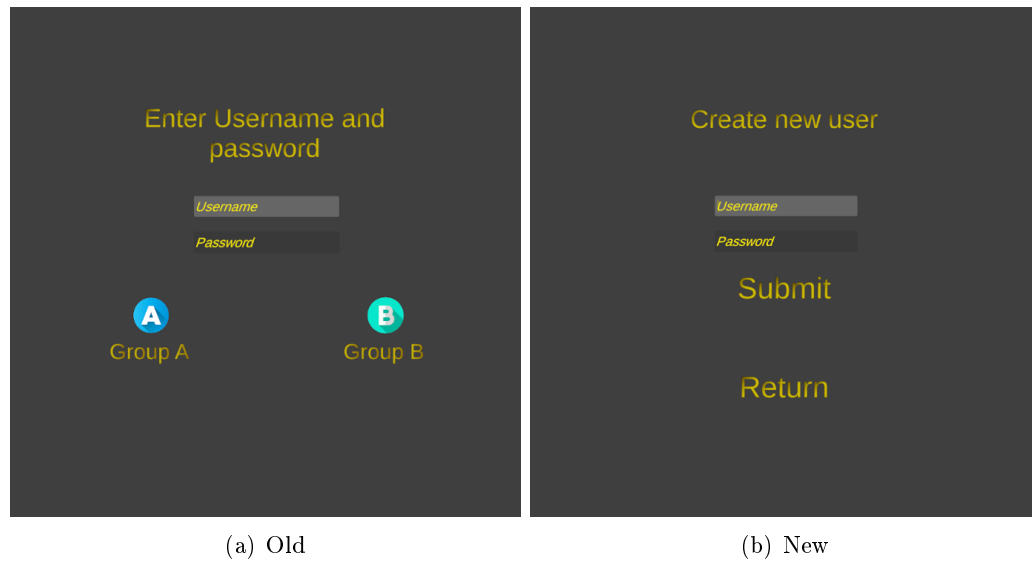 Enter Username and
password
Username
Password
A
B
Group A
Group B
(a) Old
Create new user
Username
Password
Submit
Return
(b) New